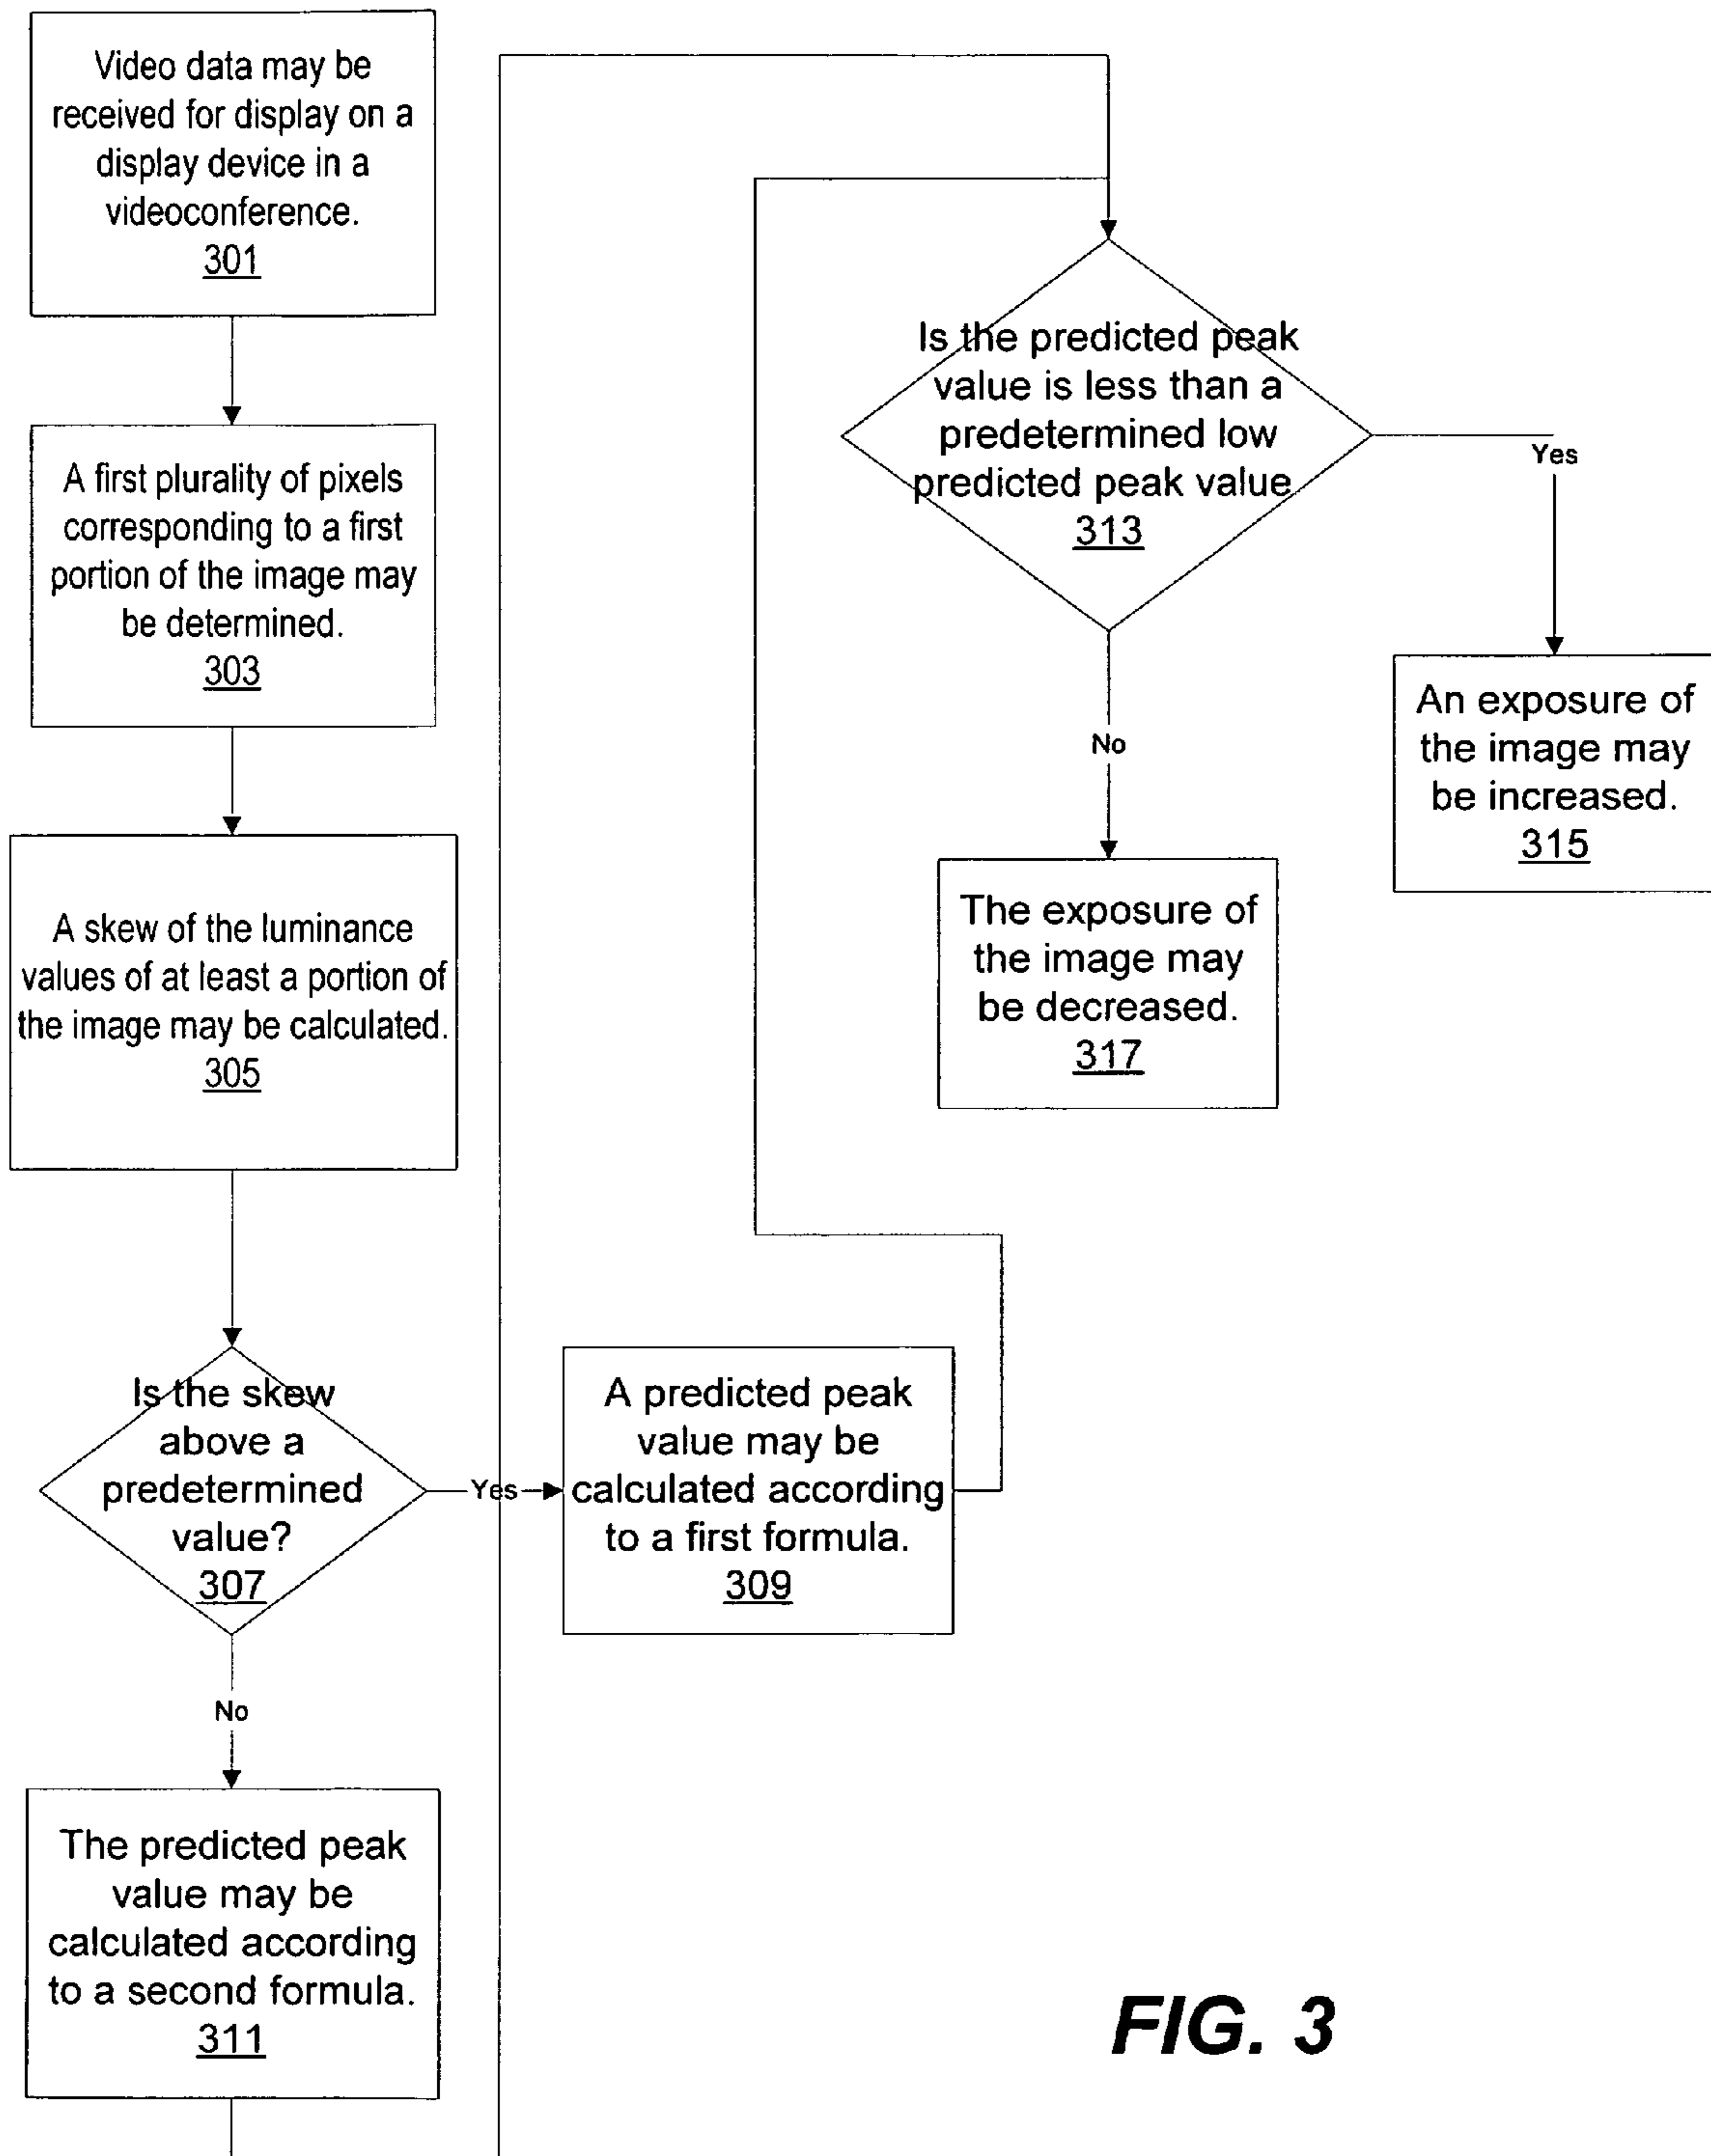 Video data may be
received for display on a
display device in a
videoconference.
301
A first plurality of pixels
corresponding to a first
portion of the image may
be determined.
303
A skew of the luminance
values of at least a portion of
the image may be calculated.
305
Is the skew
above a
predetermined
value?
307
Yes
No
A predicted peak
value may be
calculated according
to a first formula.
309
The predicted peak
value may be
calculated according
to a second formula.
311
Is the predicted peak
value is less than a
predetermined low
predicted peak value
313
Yes
No
An exposure of
the image may
be increased.
315
The exposure of
the image may
be decreased.
317
FIG. 3